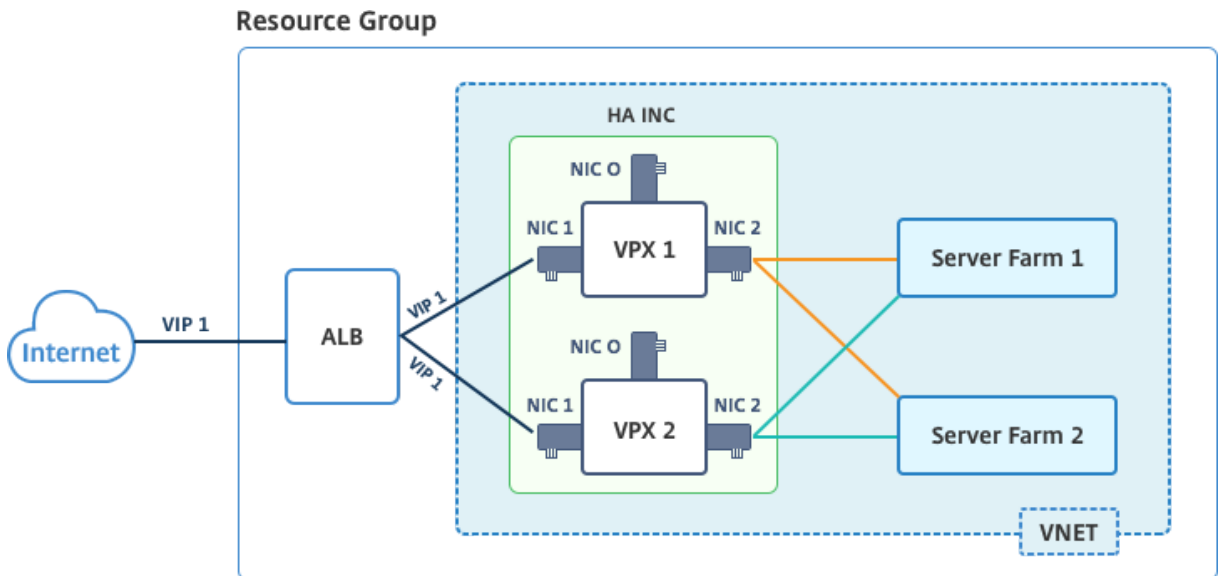 Resource Group
HA INC
NIC O
NIC 1
VPX 1
NIC 2
Server Farm 1
Internet
VIP 1
ALB
VIP 1
VIP 1
NIC O
NIC 1
VPX 2
NIC 2
Server Farm 2
VNET